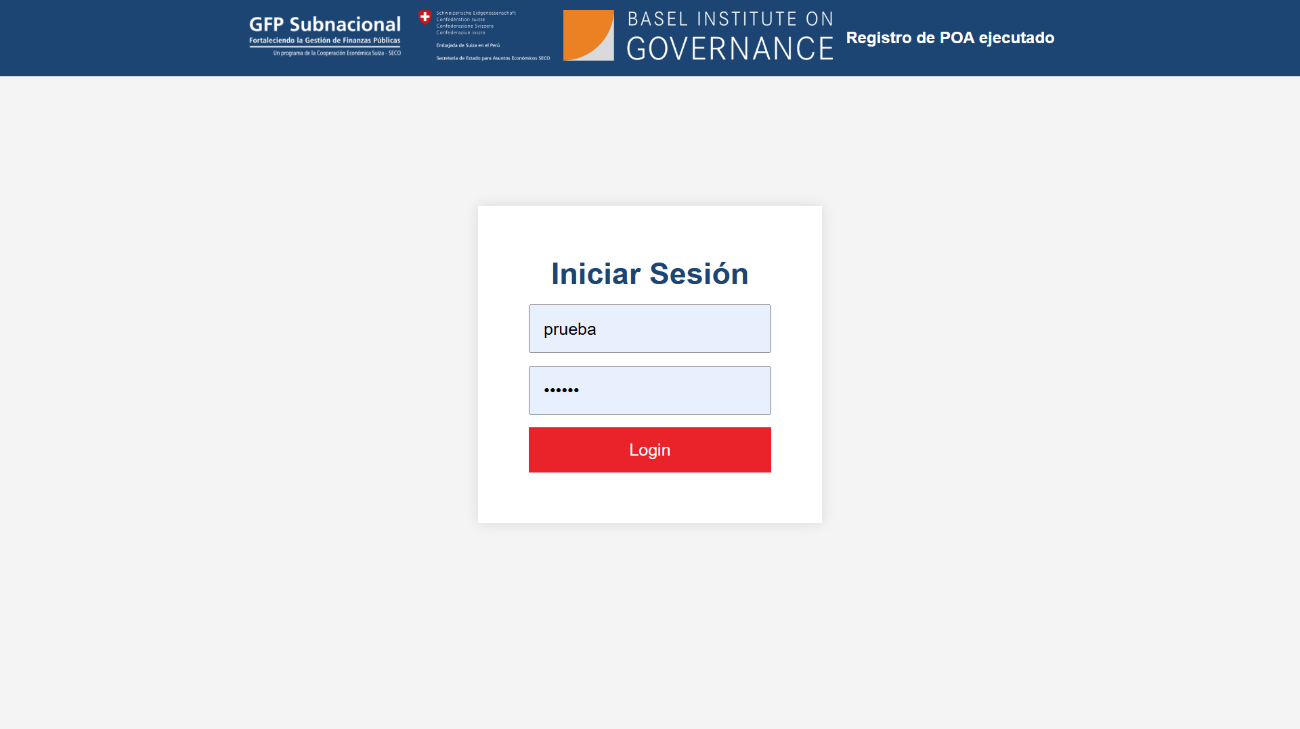 GFP Subnacional
Fortaleciendo la Gestión de Finanzas Públicas
Un programa de la Cooperación Económica Suiza - SECO
Schweizerische Eidgenossenschaft
Confédération suisse
Confederazione Svizzera
Confederaziun svizra
Embajada de Suiza en el Perú
Secretaría de Estado para Asuntos Económicos SECO
BASEL INSTITUTE ON
GOVERNANCE
Registro de POA ejecutado
Iniciar Sesión
prueba
••••••
Login